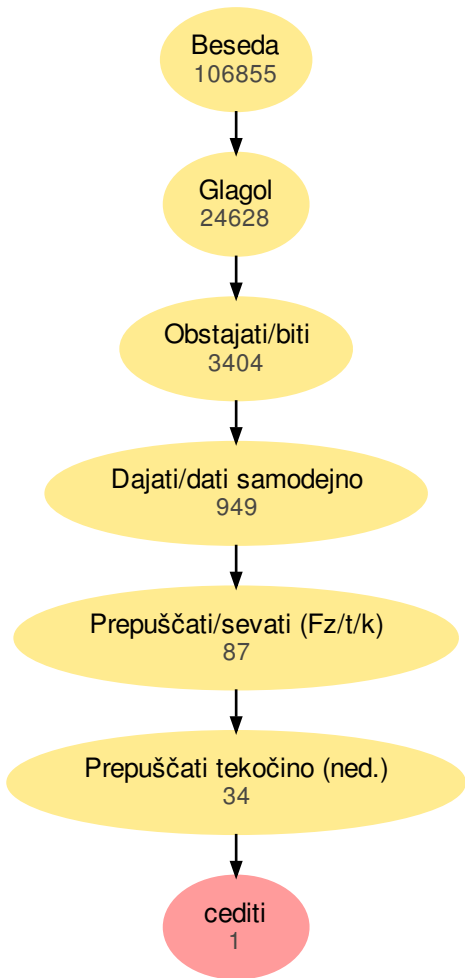 Beseda
106855
Glagol
24628
Obstajati/biti
3404
Dajati/dati samodejno
949
Prepuščati/sevati (Fz/t/k)
87
Prepuščati tekočino (ned.)
34
cediti
1